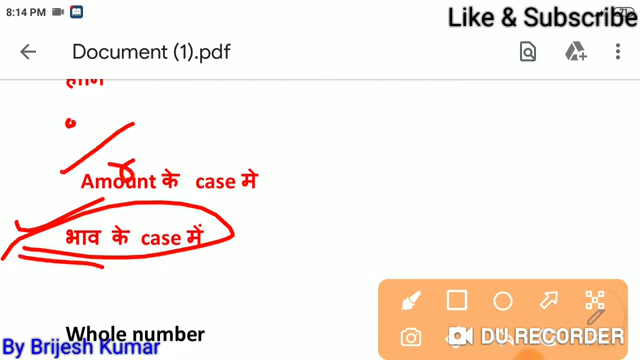 8:14 PM
Like & Subscribe
Document (1).pdf
हानि
Amount के case मे
भाव के case में
Whole number
By Brijesh Kumar
DU RECORDER